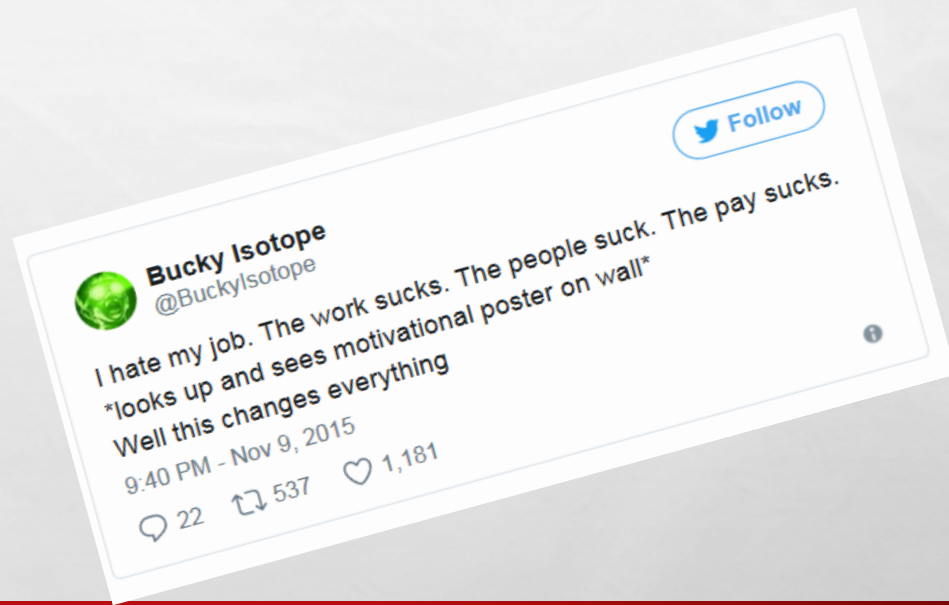 Follow
Bucky Isotope
@BuckyIsotope
I hate my job. The work sucks. The people suck. The pay sucks.
*looks up and sees motivational poster on wall*
Well this changes everything
9:40 PM - Nov 9, 2015
22 537 1,181